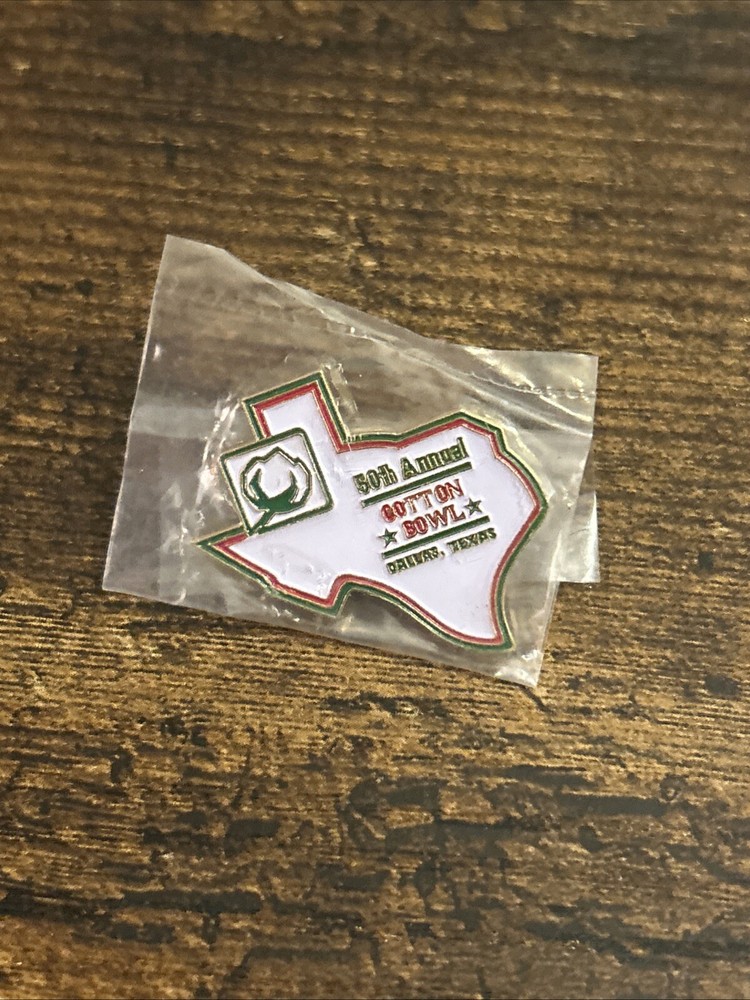 50th Annual
COTTON
BOWL
DALLAS, TEXAS